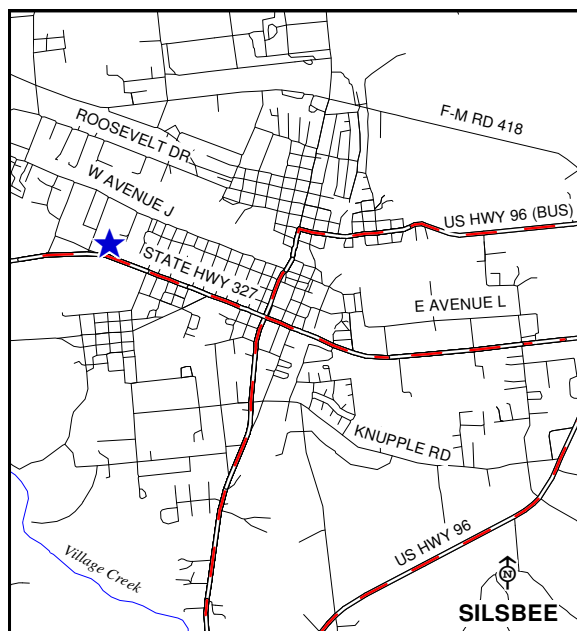 F-M RD 418
ROOSEVELT DR
W AVENUE J
US HWY 96 (BUS)
STATE HWY 327
E AVENUE L
KNUPPLE RD
US HWY 96
Village Creek
N
SILSBEE